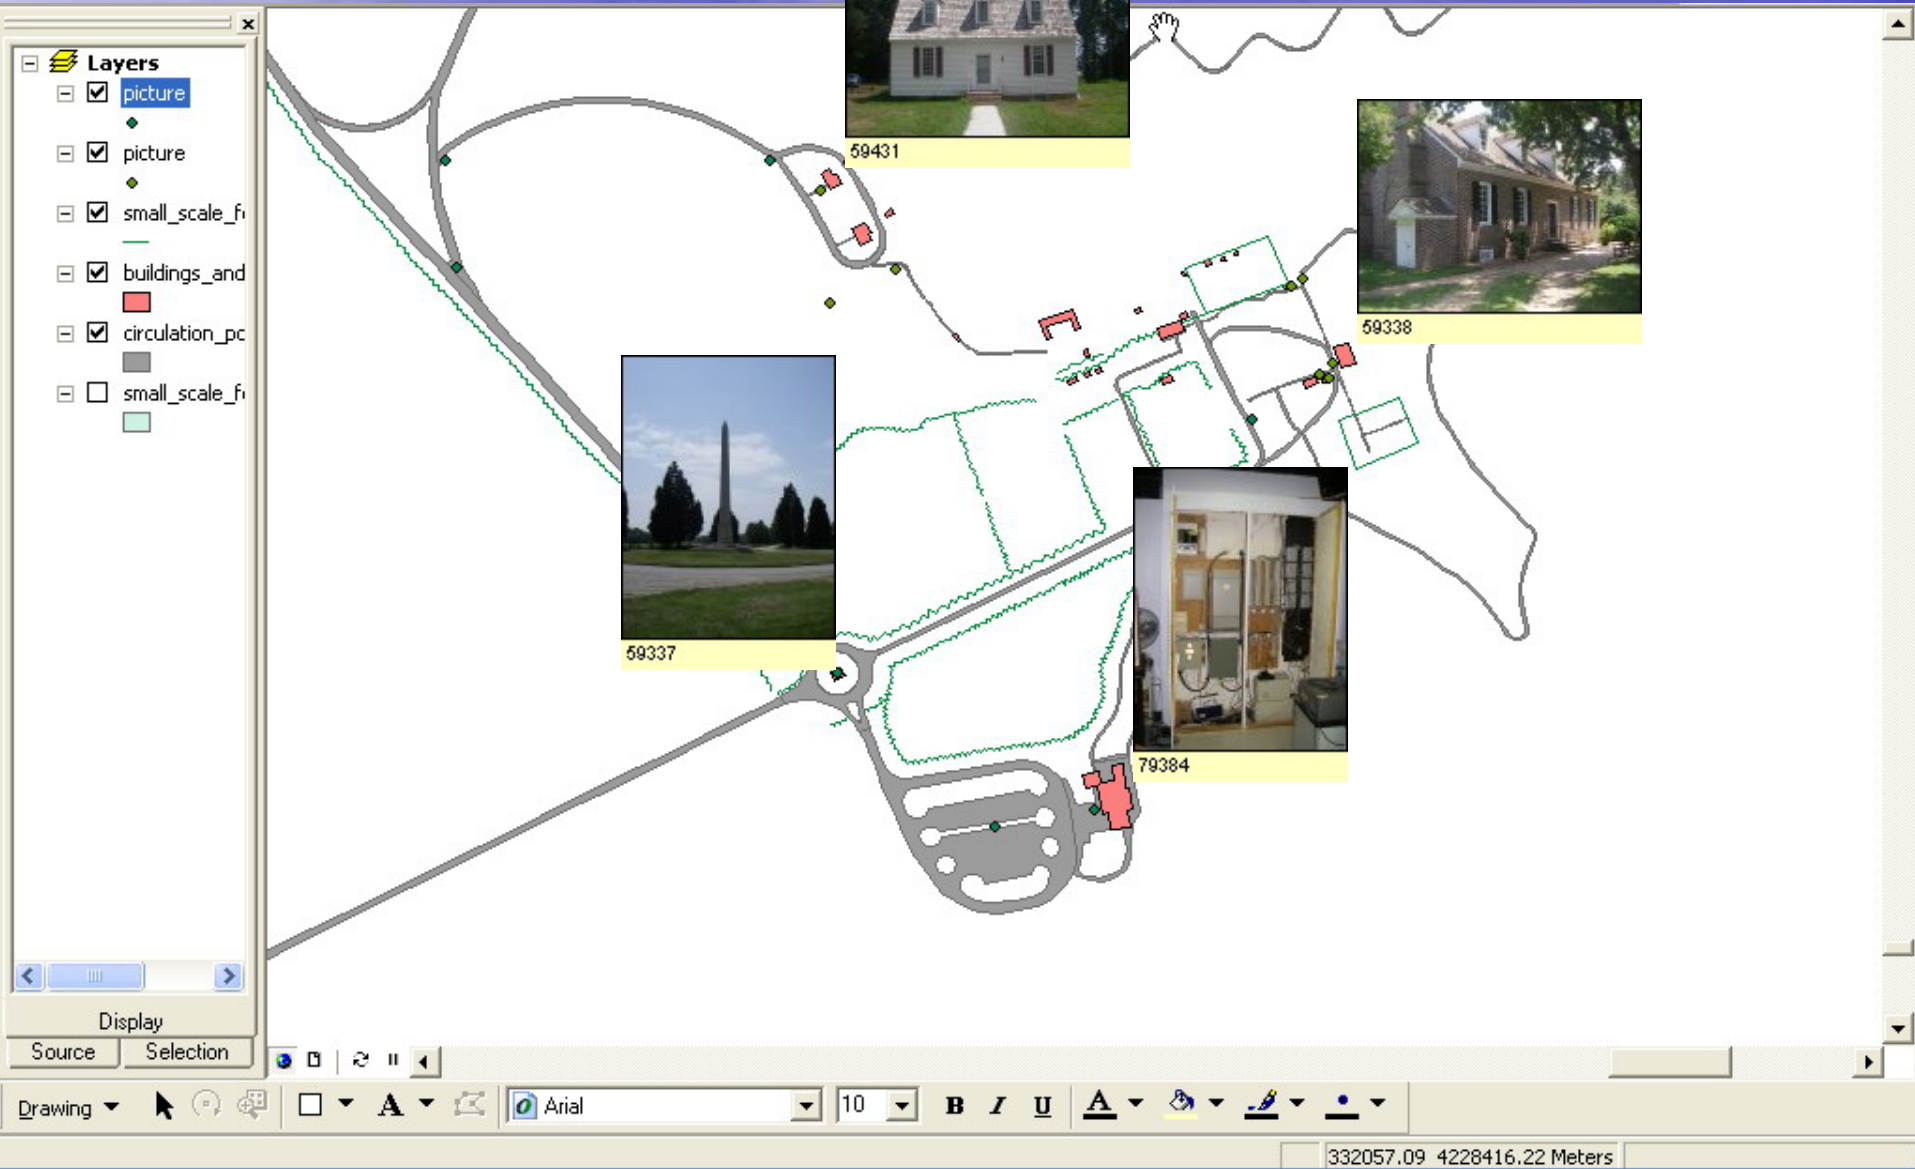 Layers
picture
picture
small_scale_f
buildings_and
circulation_pc
small_scale_f
Display
Source
Selection
59431
59338
59337
79384
Drawing
A
Arial
10
B
I
U
A
332057.09 4228416.22 Meters